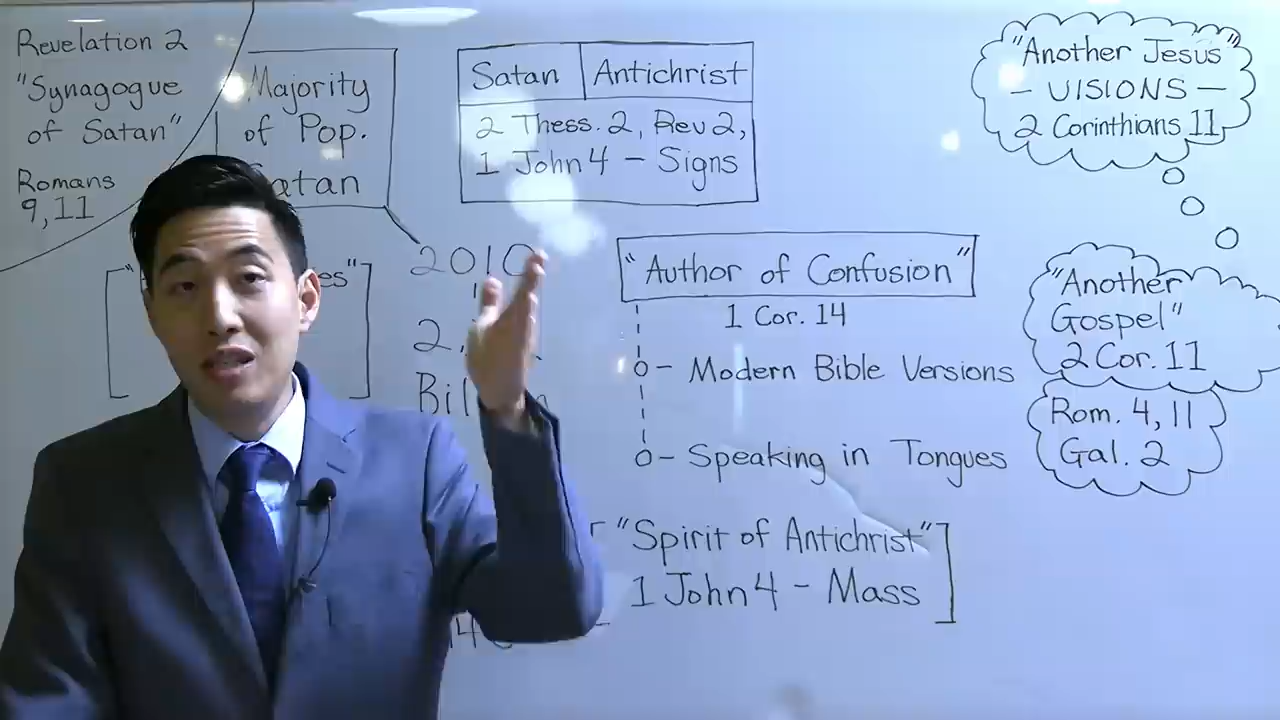 Revelation 2
"Synagogue
of Satan"
Romans
9, 11
Majority
of Pop.
Satan
Satan
Antichrist
2 Thess. 2, Rev 2,
1 John 4 - Signs
2010
2.
Author of Confusion"
1 Cor. 14
Modern Bible Versions
Speaking in Tongues
"Spirit of Antichrist"
1 John 4 - Mass
"Another Jesus"
- VISIONS -
2 Corinthians 11
"Another
Gospel"
2 Cor. 11
Rom. 4, 11
Gal. 2